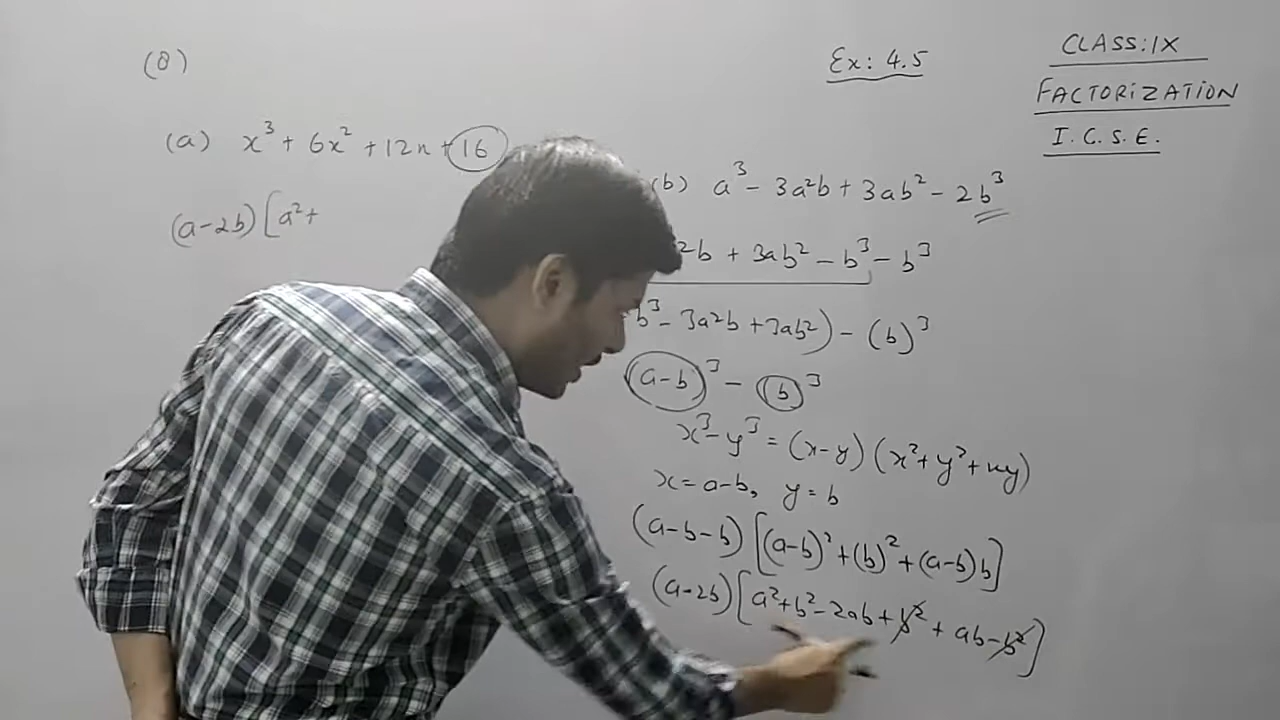 (8)
Ex: 4.5
CLASS: IX
FACTORIZATION
I.C.S.E.
(a) x³ + 6x² + 12x + 16
(a-2b) [a² +
(b) a³ - 3a²b + 3ab² - 2b³
²b + 3ab² - b³ - b³
b³ - 3a²b + 3ab²) - (b)³
(a-b)³ - (b)³
x³ - y³ = (x-y) (x² + y² + xy)
x = a-b, y = b
(a-b-b) [(a-b)² + (b)² + (a-b)b]
(a-2b) [a² + b² - 2ab + b² + ab - b²]